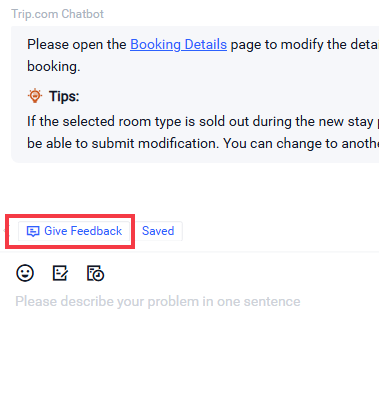 Trip.com Chatbot
Please open the Booking Details page to modify the
booking.
Tips:
If the selected room type is sold out during the new stay
be able to submit modification. You can change to
Give Feedback Saved
Please describe your problem in one sentence